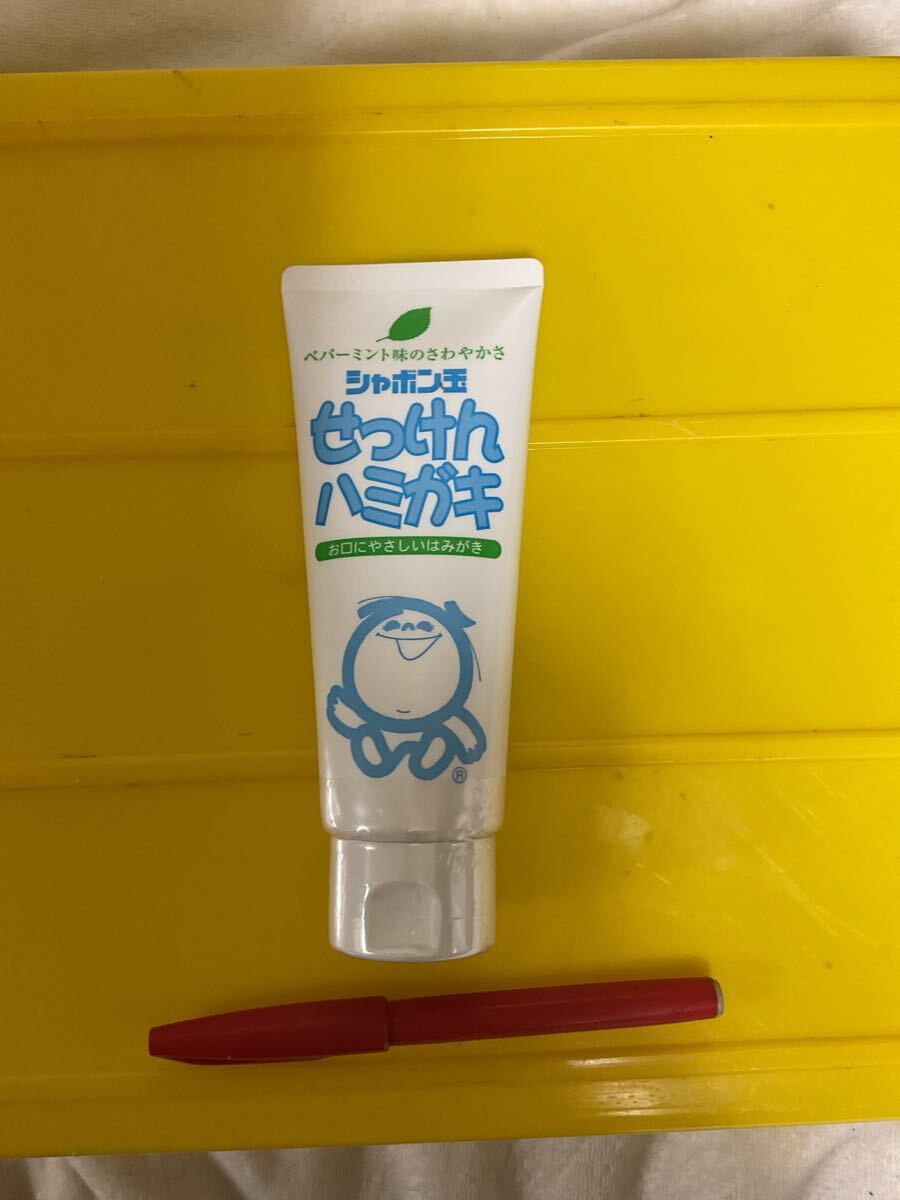 ペパーミント味のさわやかさ
シャボン玉
せっけん
ハミガキ
お口にやさしいはみがき
®